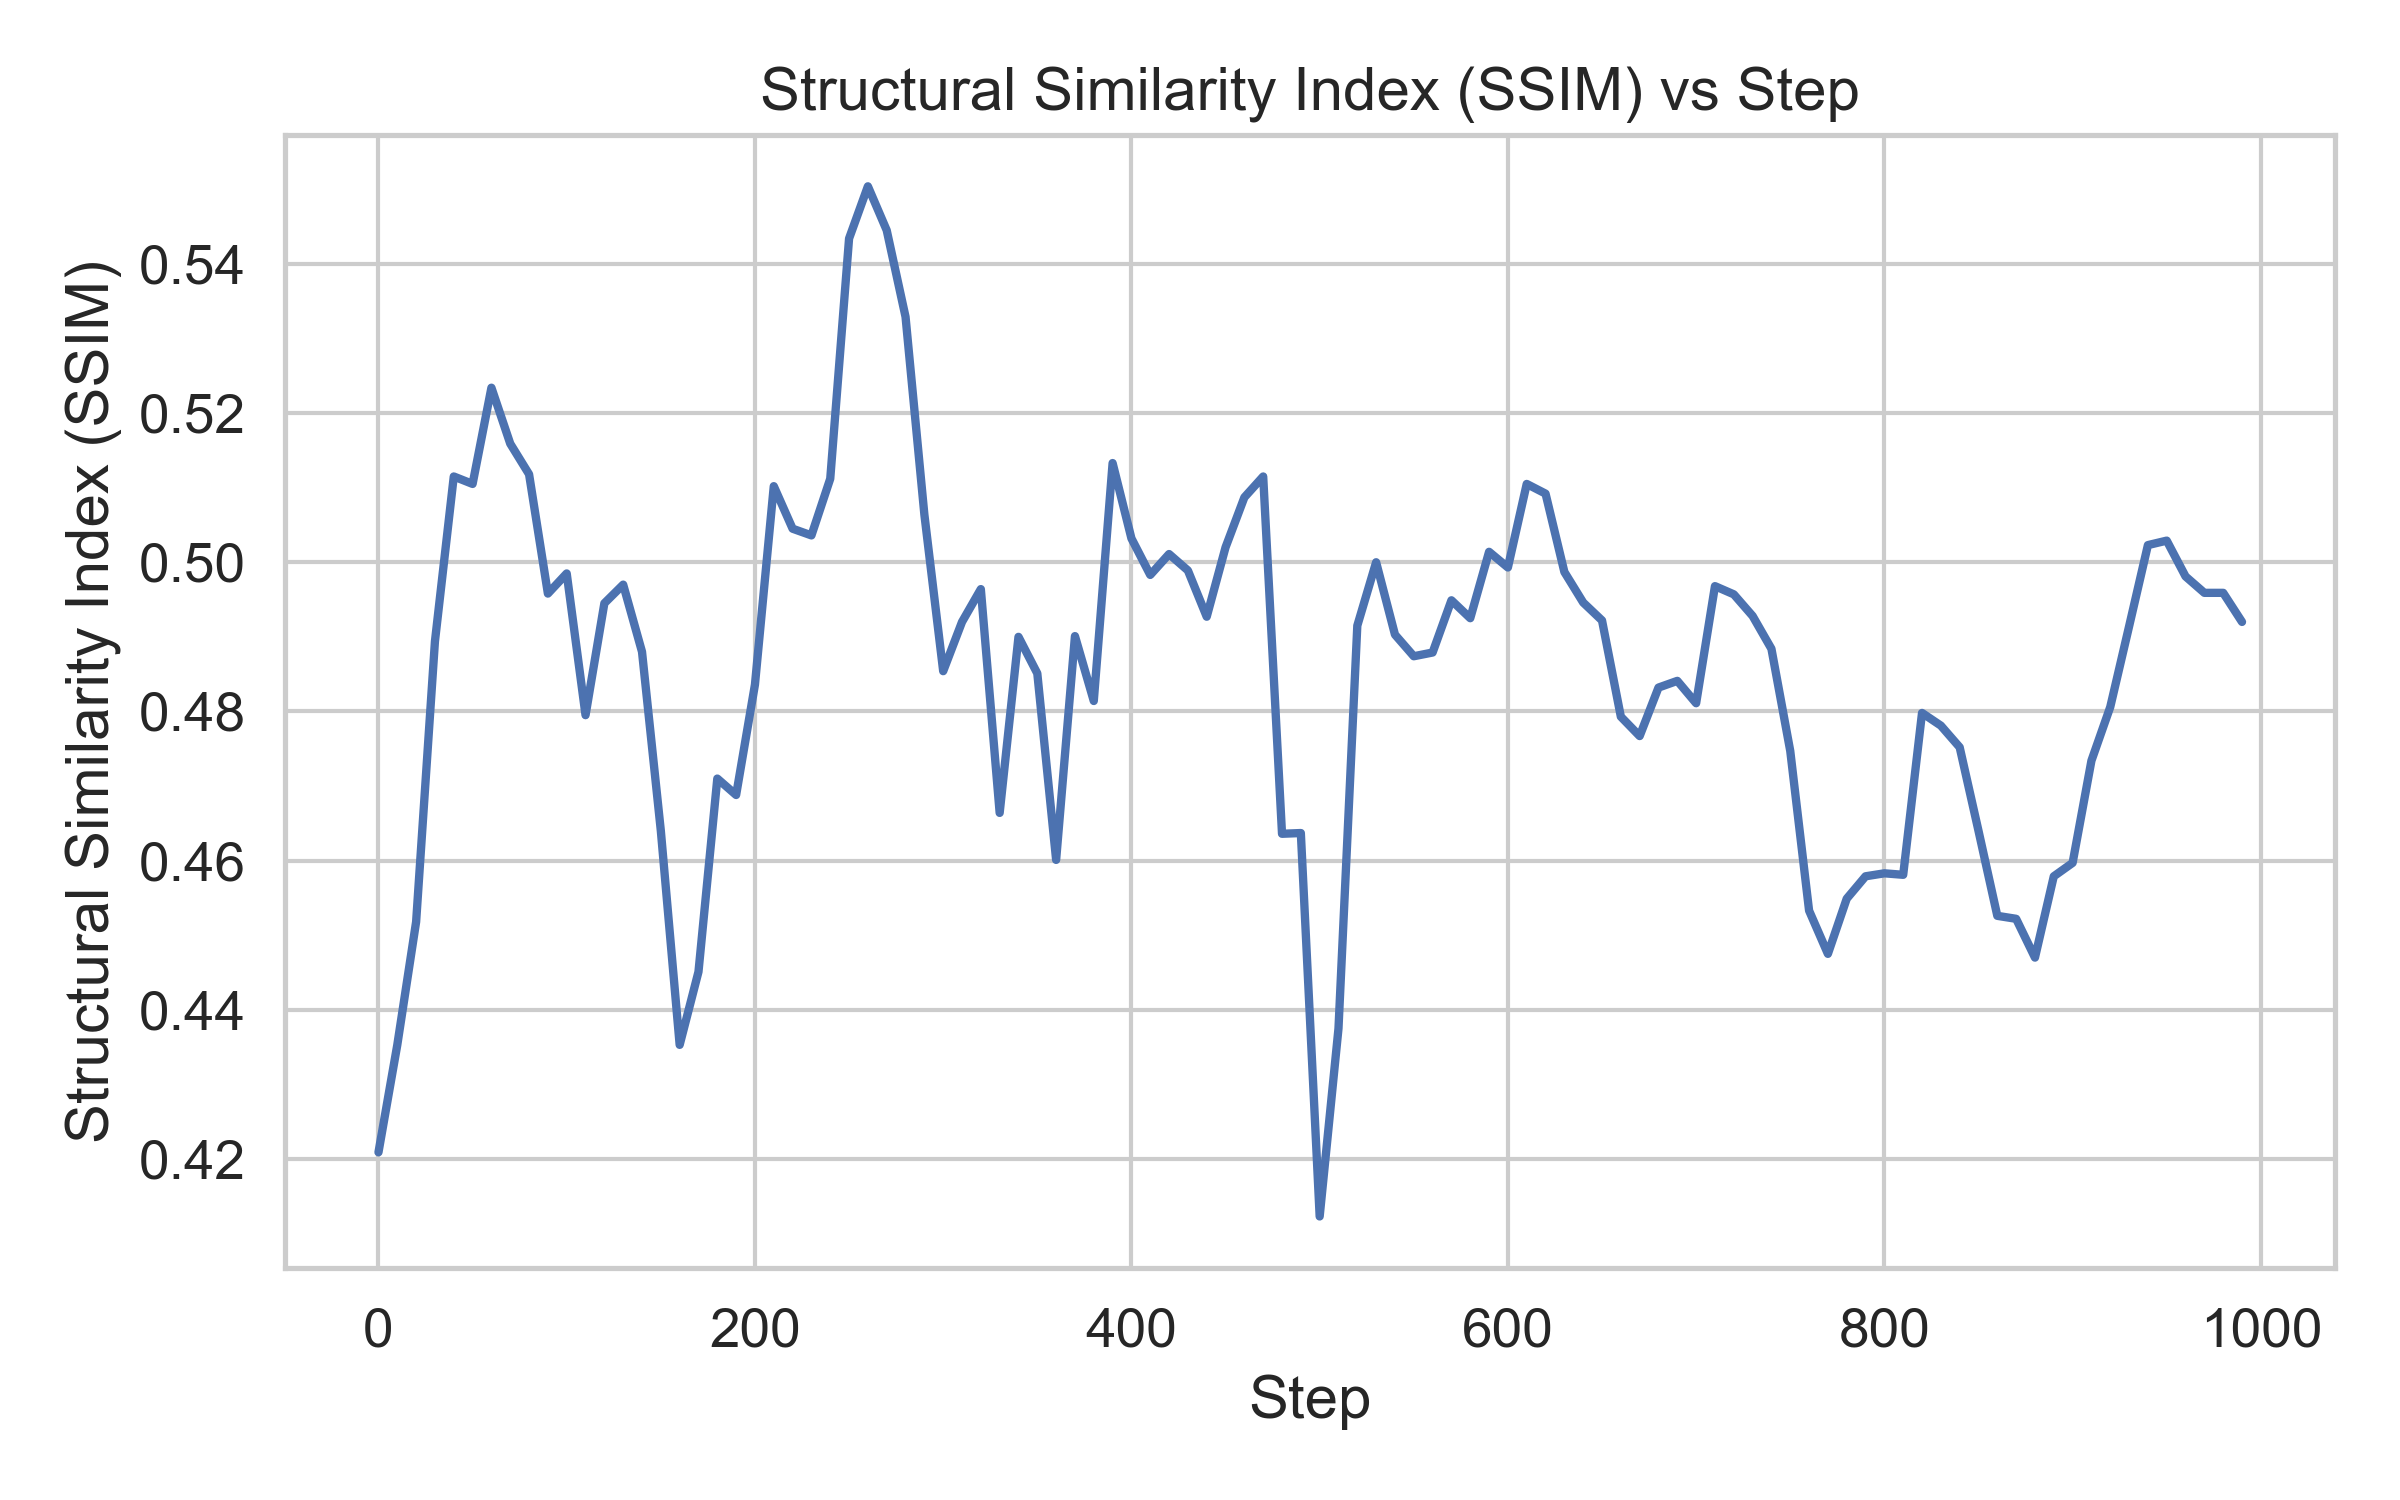 Structural Similarity Index (SSIM) vs Step
Structural Similarity Index (SSIM)
0.54
0.52
0.50
0.48
0.46
0.44
0.42
0 200 400 600 800 1000
Step